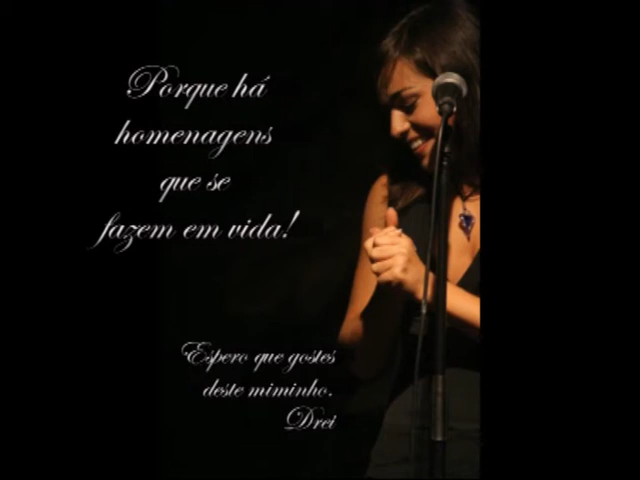 Porque há
homenagens
que se
fazem em vida!
Espero que gostes
deste miminho.
Drei